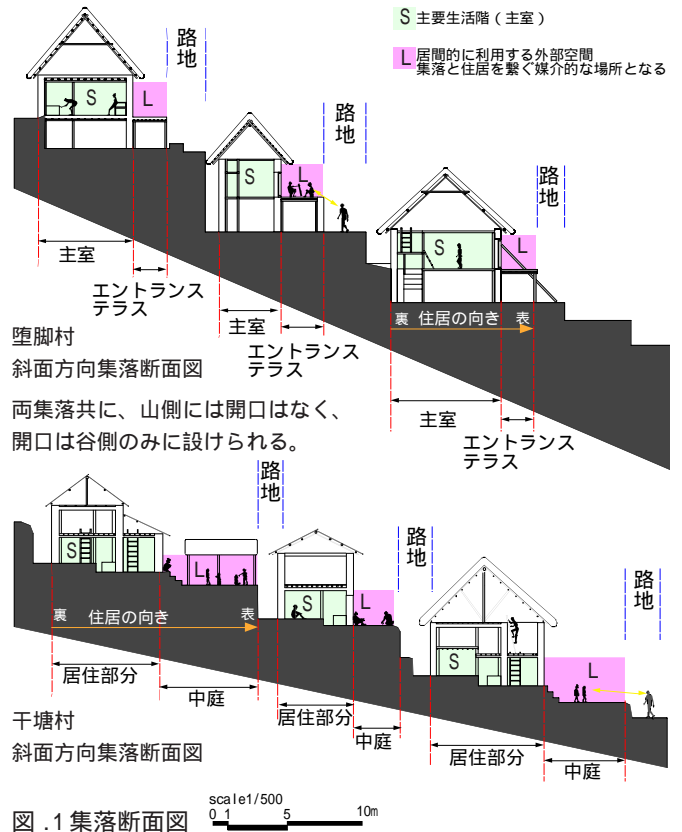 S 主要生活階（主室）
L 居間的に利用する外部空間
集落と住居を繋ぐ媒介的な場所となる
路地
S
L
主室
エントランス
テラス
路地
S
L
主室
エントランス
テラス
路地
S
L
裏 住居の向き 表
主室
エントランス
テラス
堕脚村
斜面方向集落断面図
両集落共に、山側には開口はなく、
開口は谷側のみに設けられる。
路地
S
L
裏 住居の向き 表
居住部分
中庭
路地
S
L
居住部分
中庭
路地
S
L
居住部分
中庭
干塘村
斜面方向集落断面図
図 .1 集落断面図
scale1/500
0 1 5 10m